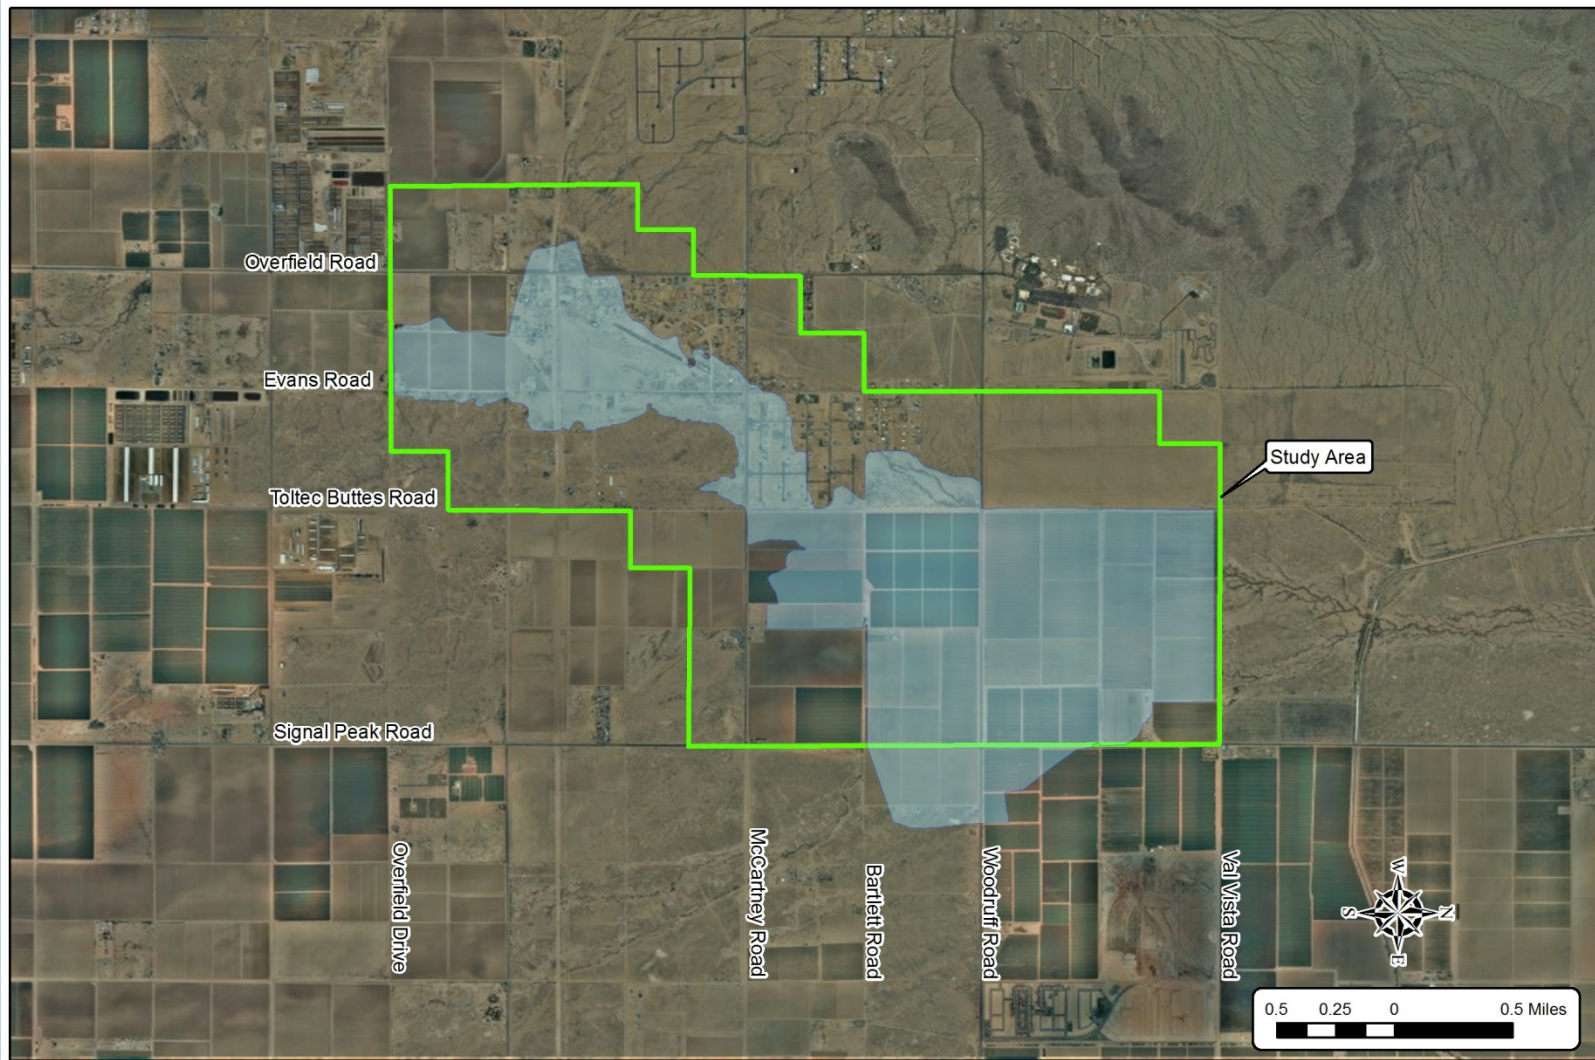 Overfield Road
Evans Road
Study Area
Toltec Buttes Road
Signal Peak Road
Overfield Drive
McCartney Road
Bartlett Road
Woodruff Road
Val Vista Road
W
S
N
E
0.5 0.25 0 0.5 Miles